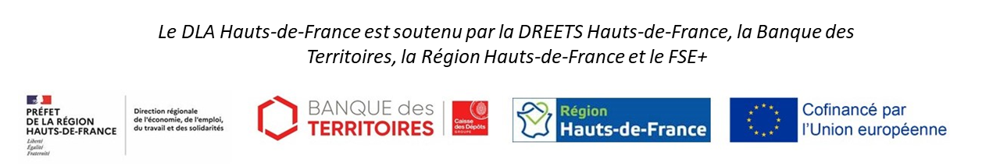 Le DLA Hauts-de-France est soutenu par la DREETS Hauts-de-France, la Banque des
Territoires, la Région Hauts-de-France et le FSE+
PRÉFET
DE LA RÉGION
HAUTS-DE-FRANCE
Liberté
Égalité
Fraternité
Direction régionale
de l'économie, de l'emploi,
du travail et des solidarités
BANQUE des
TERRITOIRES
Caisse
des Dépôts
GROUPE
Région
Hauts-de-France
Cofinancé par
l'Union européenne